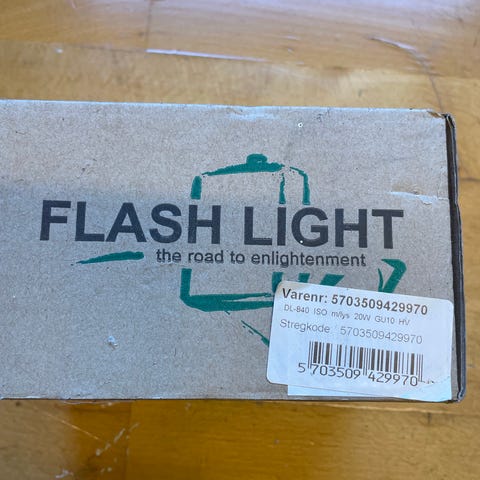 FLASH LIGHT
the road to enlightenment
Varenr: 5703509429970
DL-840 ISO m/lys 20W GU10 HV
Stregkode: 5703509429970
5 703509 429970